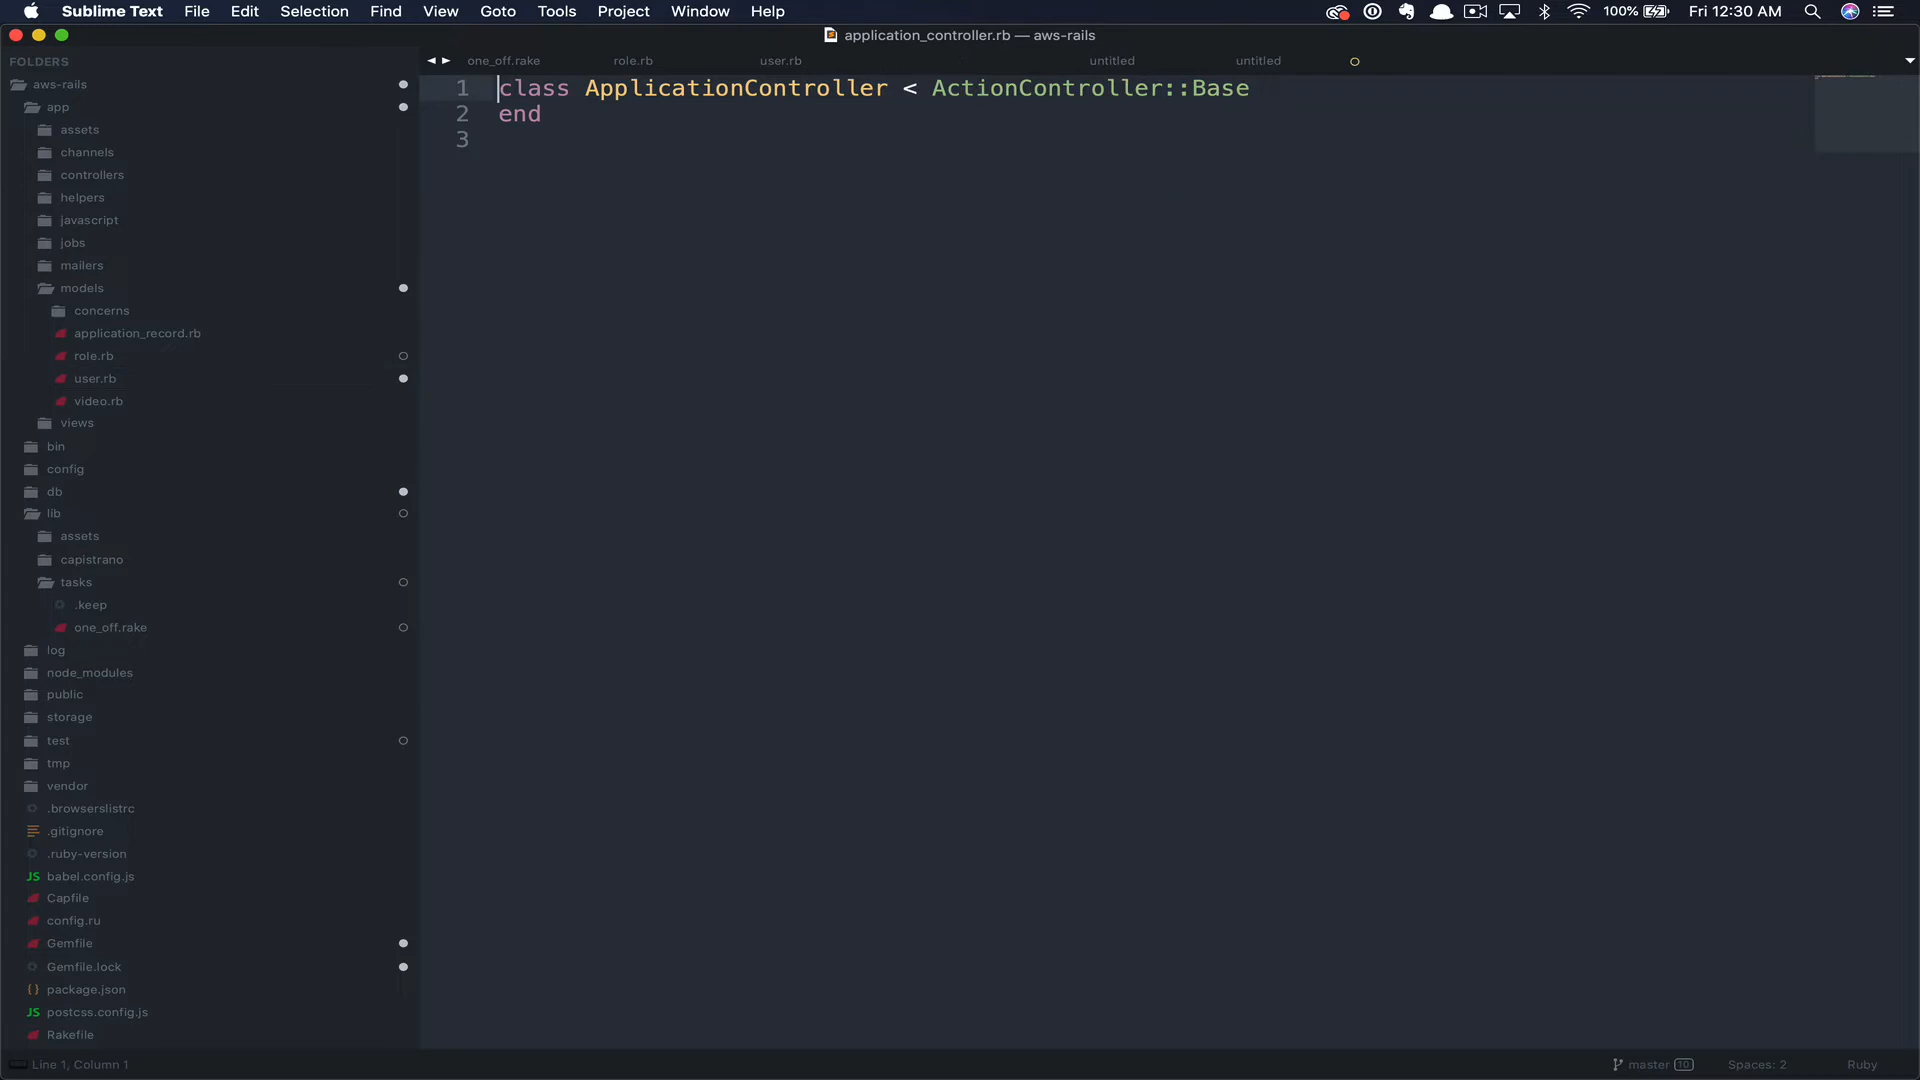 Sublime Text File Edit Selection Find View Goto Tools Project Window Help 100% Fri 12:30 AM
application_controller.rb — aws-rails
FOLDERS
aws-rails
app
assets
channels
controllers
helpers
javascript
jobs
mailers
models
concerns
application_record.rb
role.rb
user.rb
video.rb
views
bin
config
db
lib
assets
capistrano
tasks
.keep
one_off.rake
log
node_modules
public
storage
test
tmp
vendor
.browserslistrc
.gitignore
.ruby-version
JS babel.config.js
Capfile
config.ru
Gemfile
Gemfile.lock
{} package.json
JS postcss.config.js
Rakefile
one_off.rake role.rb user.rb untitled untitled
1 class ApplicationController < ActionController::Base
2 end
3
Line 1, Column 1 master 10 Spaces: 2 Ruby